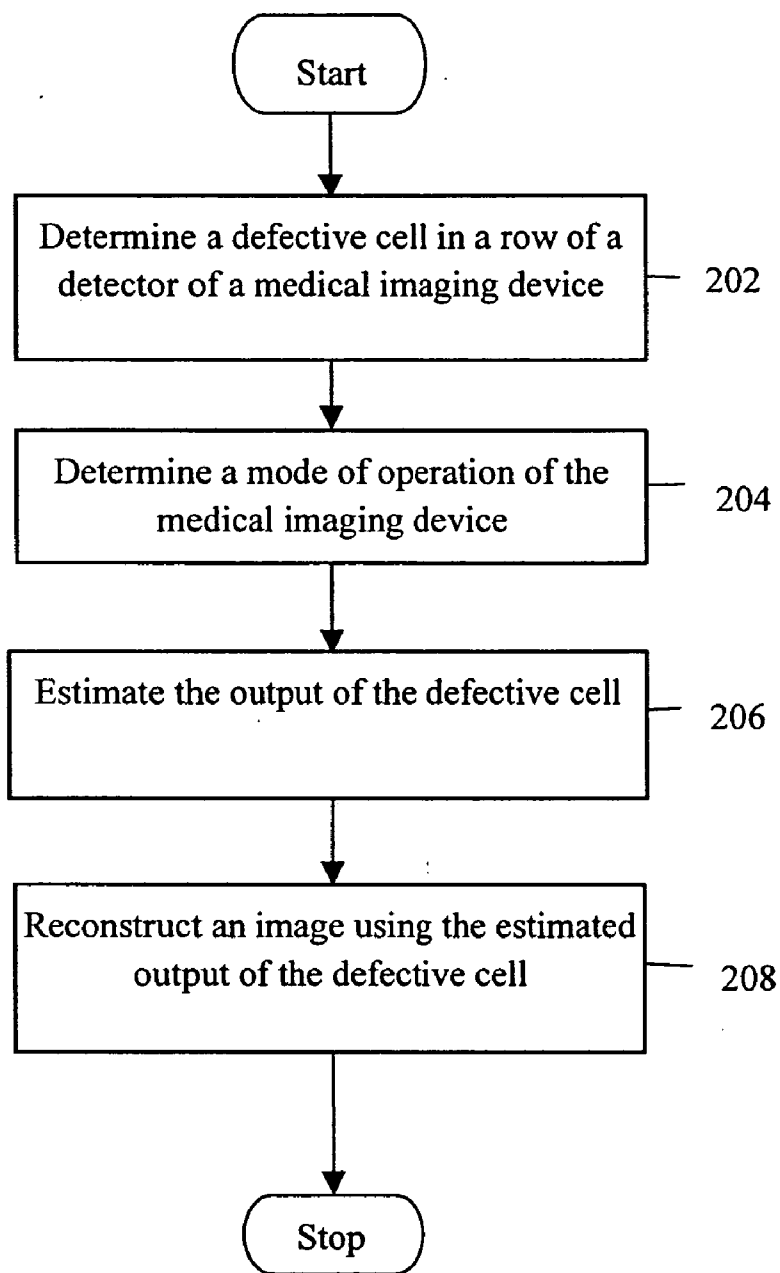 Start
Determine a defective cell in a row of a
detector of a medical imaging device
202
Determine a mode of operation of the
medical imaging device
204
Estimate the output of the defective cell
206
Reconstruct an image using the estimated
output of the defective cell
208
Stop